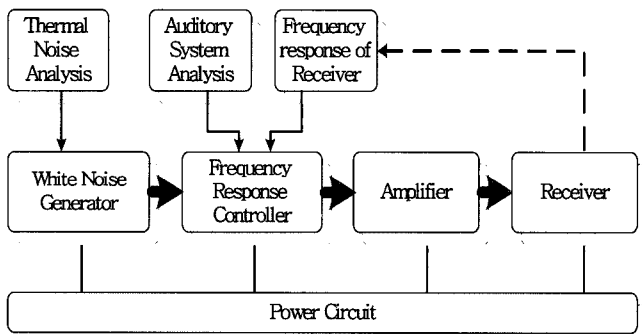 Thermal
Noise
Analysis
Auditory
System
Analysis
Frequency
response of
Receiver
White Noise
Generator
Frequency
Response
Controller
Amplifier
Receiver
Power Circuit